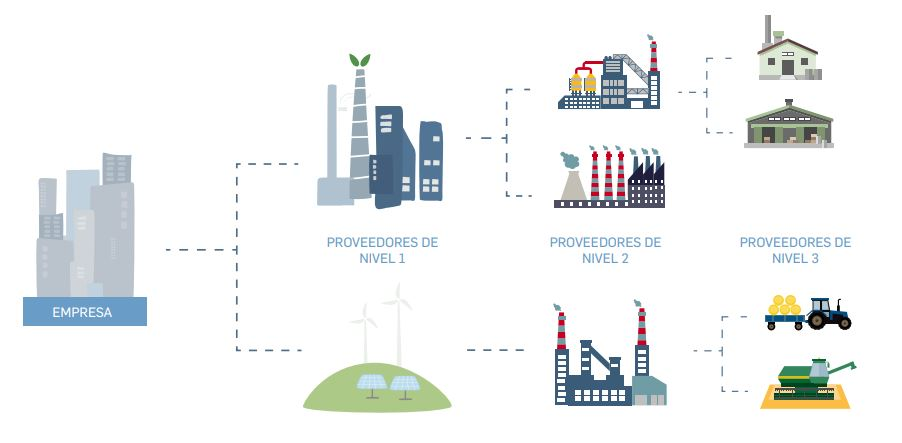 PROVEEDORES DE
NIVEL 1
PROVEEDORES DE
NIVEL 2
PROVEEDORES DE
NIVEL 3
EMPRESA